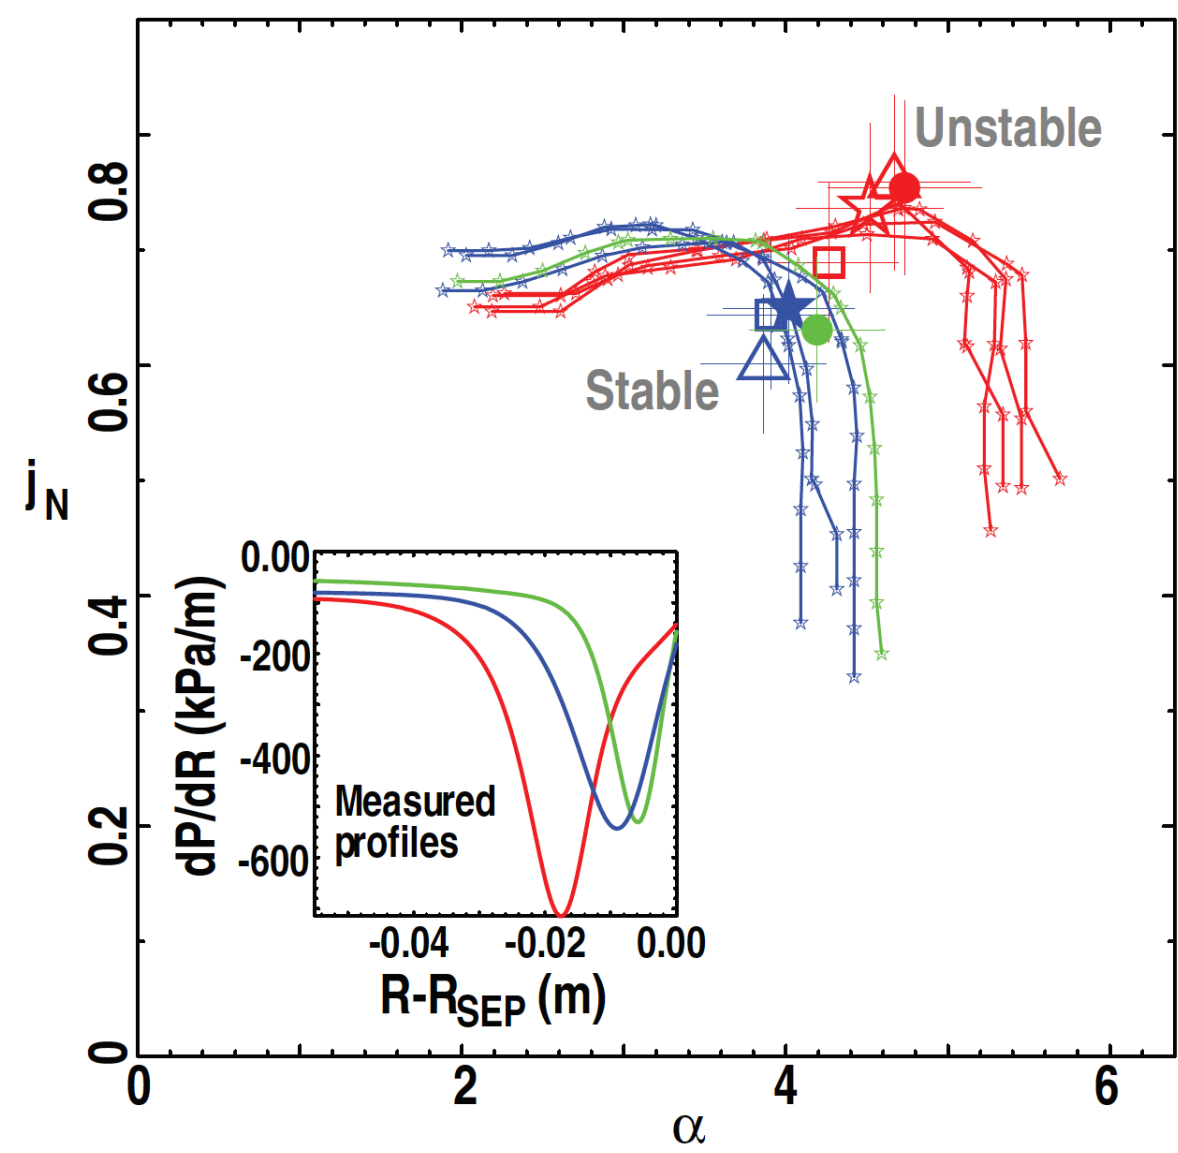 Unstable
0.8
0.6
Stable
j N
0.4
0.2
0
0.00
-200
-400
-600
dP/dR (kPa/m)
Measured
profiles
-0.04 -0.02 0.00
R-RSEP (m)
0 2 4 6
α